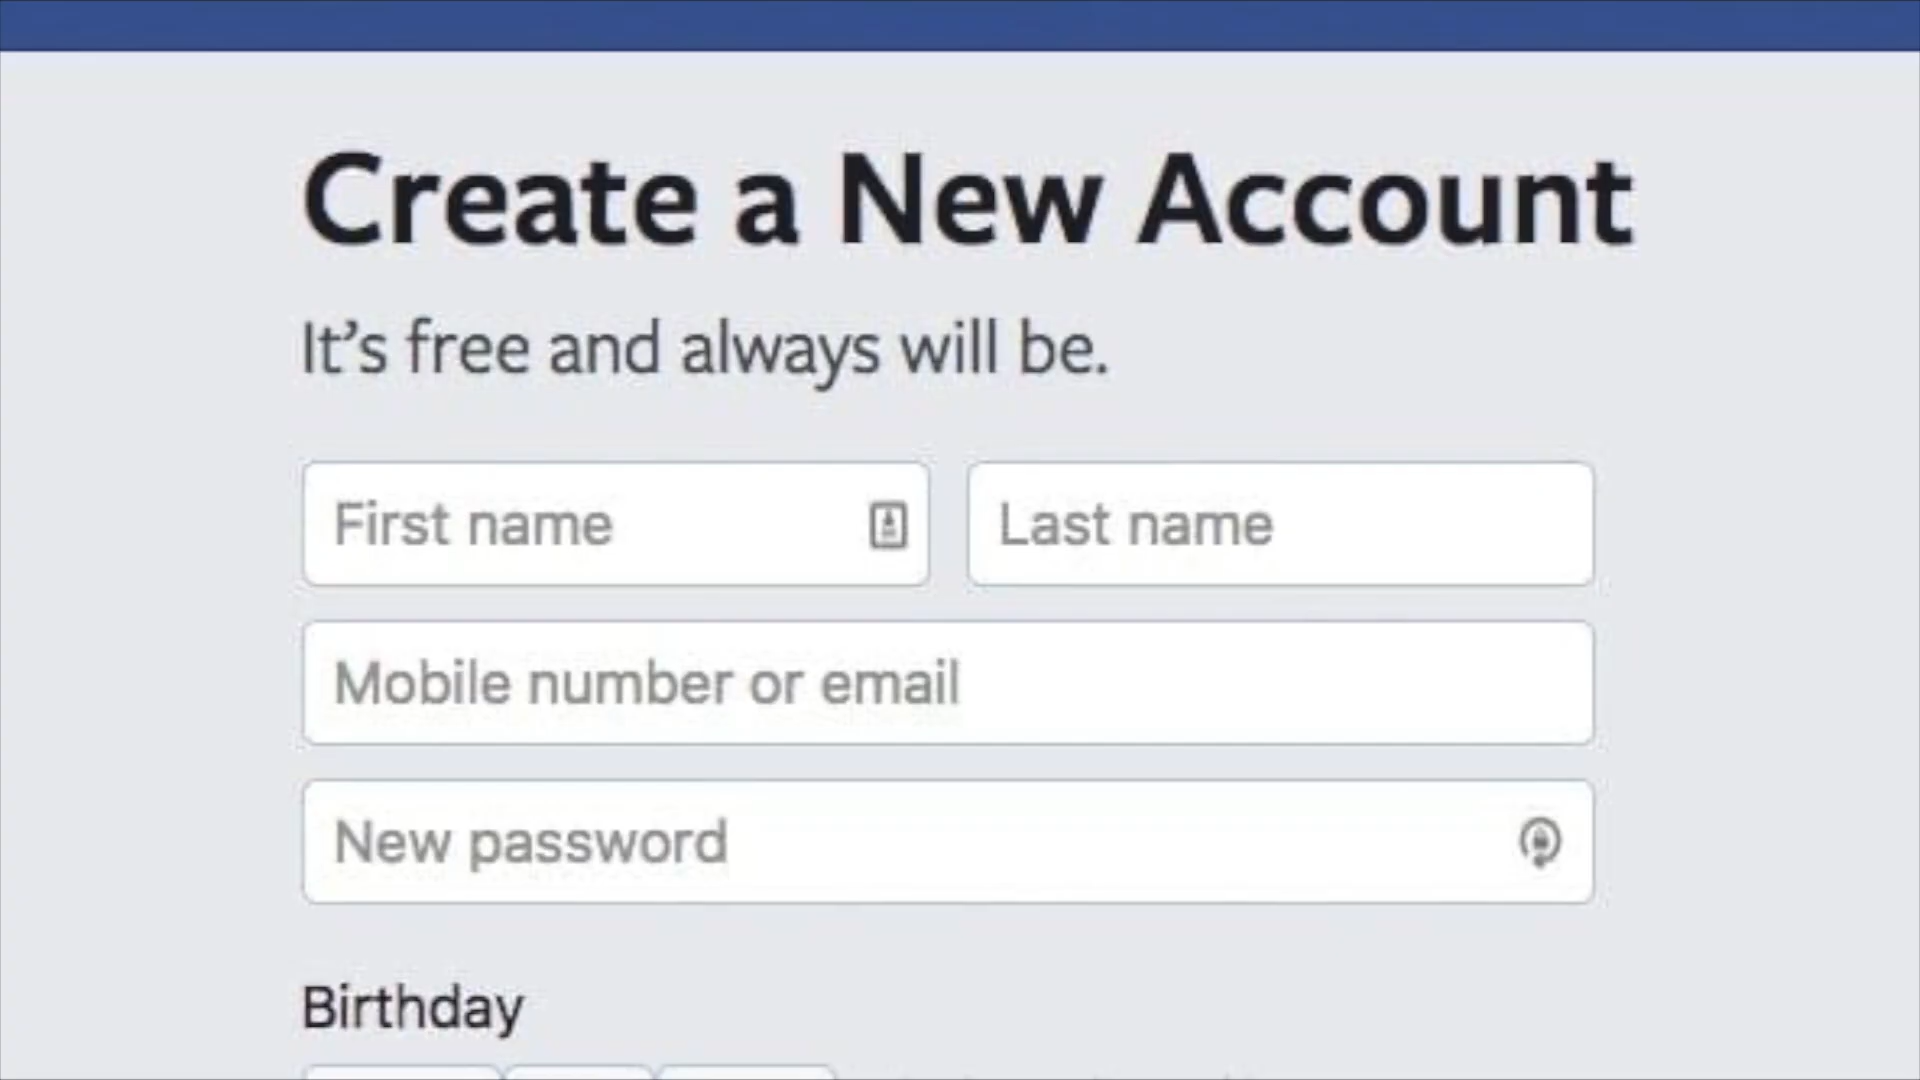 Create a New Account
It's free and always will be.
First name Last name
Mobile number or email
New password
Birthday